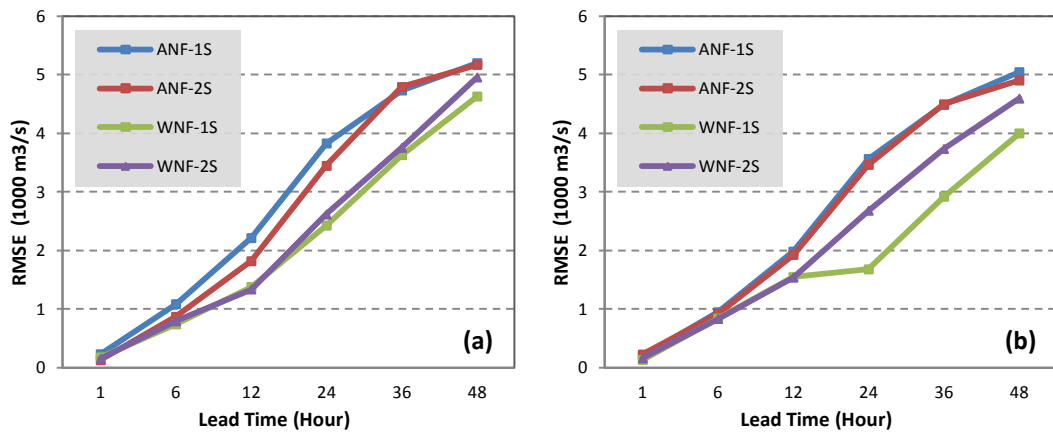 RMSE (1000 m3/s)
6
5
4
3
2
1
0
ANF-1S
ANF-2S
WNF-1S
WNF-2S
(a)
1 6 12 24 36 48
Lead Time (Hour)
RMSE (1000 m3/s)
6
5
4
3
2
1
0
ANF-1S
ANF-2S
WNF-1S
WNF-2S
(b)
1 6 12 24 36 48
Lead Time (Hour)